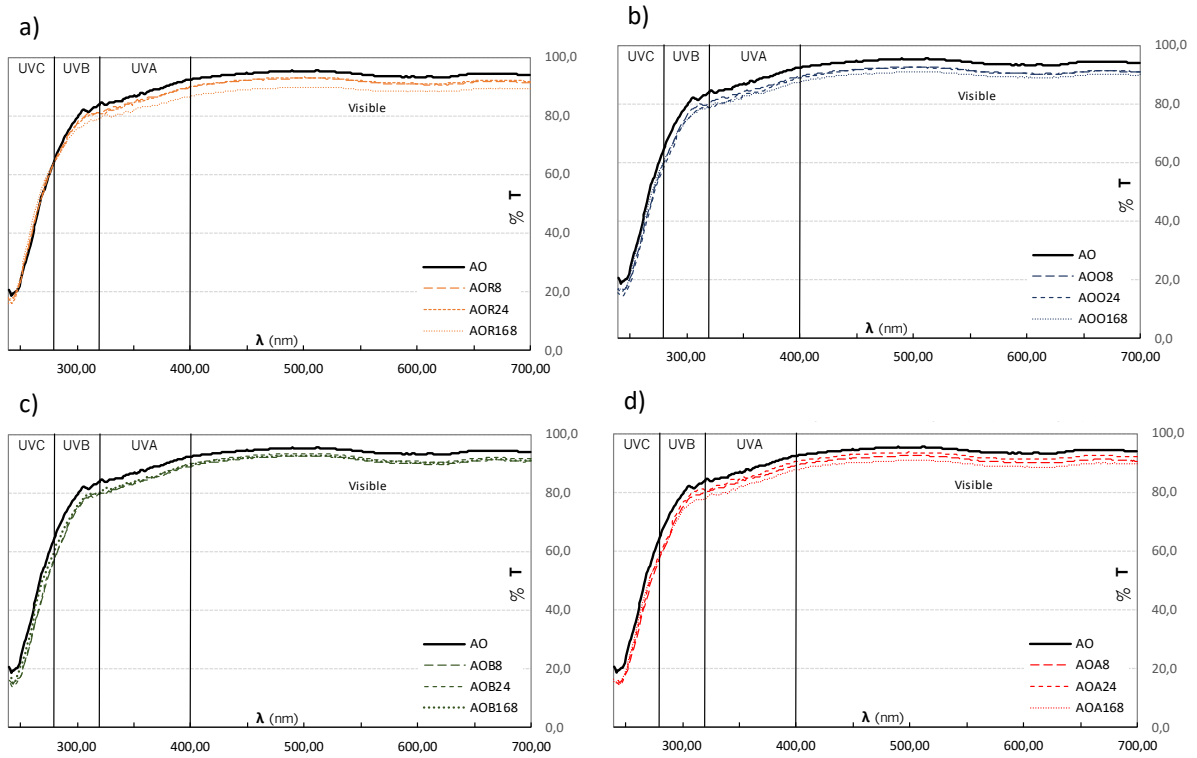 a)
UVC UVB UVA
Visible
100,0
80,0
60,0
40,0
20,0
0,0
% T
AO
AOR8
AOR24
AOR168
λ (nm)
300,00 400,00 500,00 600,00 700,00
b)
UVC UVB UVA
Visible
100,0
80,0
60,0
40,0
20,0
0,0
% T
AO
AOO8
AOO24
AOO168
λ (nm)
300,00 400,00 500,00 600,00 700,00
c)
UVC UVB UVA
Visible
100,0
80,0
60,0
40,0
20,0
0,0
% T
AO
AOB8
AOB24
AOB168
λ (nm)
300,00 400,00 500,00 600,00 700,00
d)
UVC UVB UVA
Visible
100,0
80,0
60,0
40,0
20,0
0,0
% T
AO
AOA8
AOA24
AOA168
λ (nm)
300,00 400,00 500,00 600,00 700,00